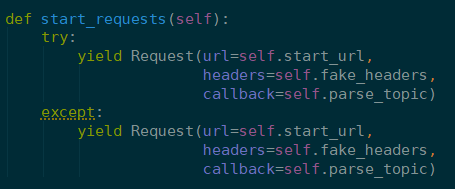 def start_requests(self):
    try:
        yield Request(url=self.start_url,
                      headers=self.fake_headers,
                      callback=self.parse_topic)
    except:
        yield Request(url=self.start_url,
                      headers=self.fake_headers,
                      callback=self.parse_topic)